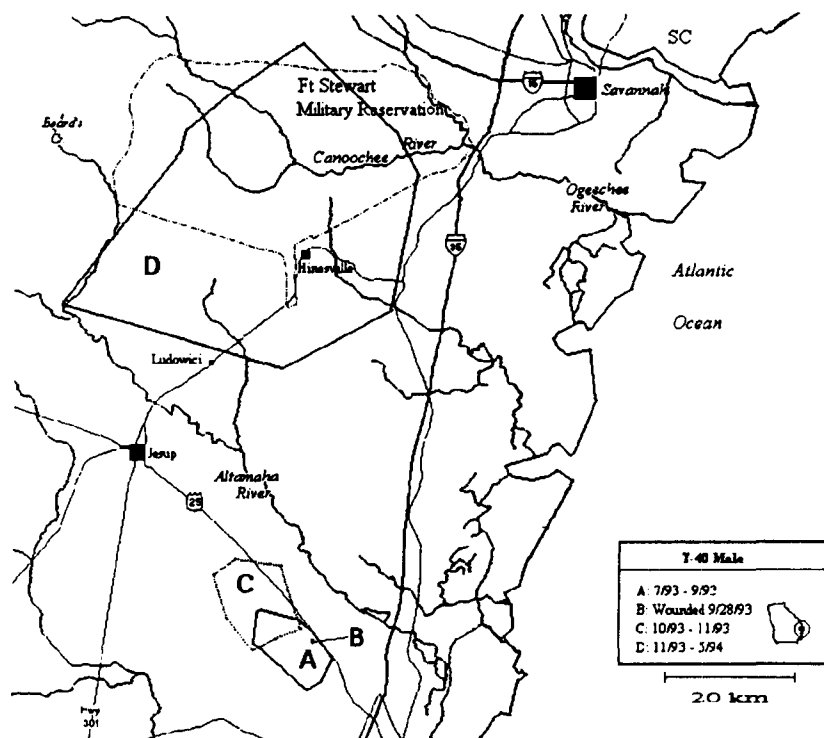 SC
Ft Stewart
Military Reservation
16
Savannah
Beard's
Canoochee River
Ogeechee
River
95
D
Hinesville
Atlantic
Ocean
Ludowici
Jesup
Altamaha
River
25
C
B
A
Hwy
301
T-40 Male
A: 7/93 - 9/93
B: Wounded 9/28/93
C: 10/93 - 11/93
D: 11/93 - 5/94
20 km